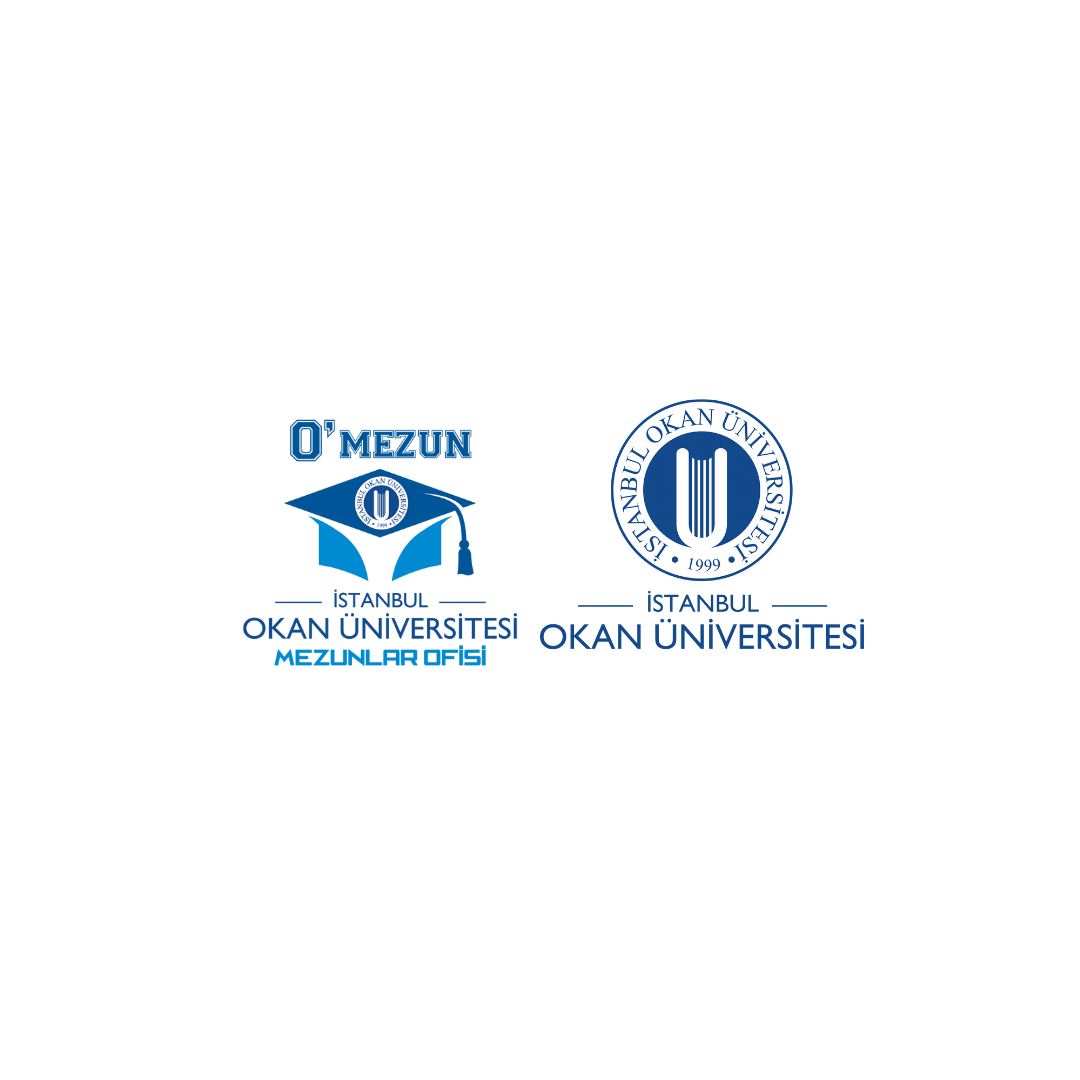 O'MEZUN
İSTANBUL OKAN ÜNİVERSİTESİ
• 1999 •
İSTANBUL
OKAN ÜNİVERSİTESİ
MEZUNLAR OFİSİ
İSTANBUL OKAN ÜNİVERSİTESİ
• 1999 •
İSTANBUL
OKAN ÜNİVERSİTESİ